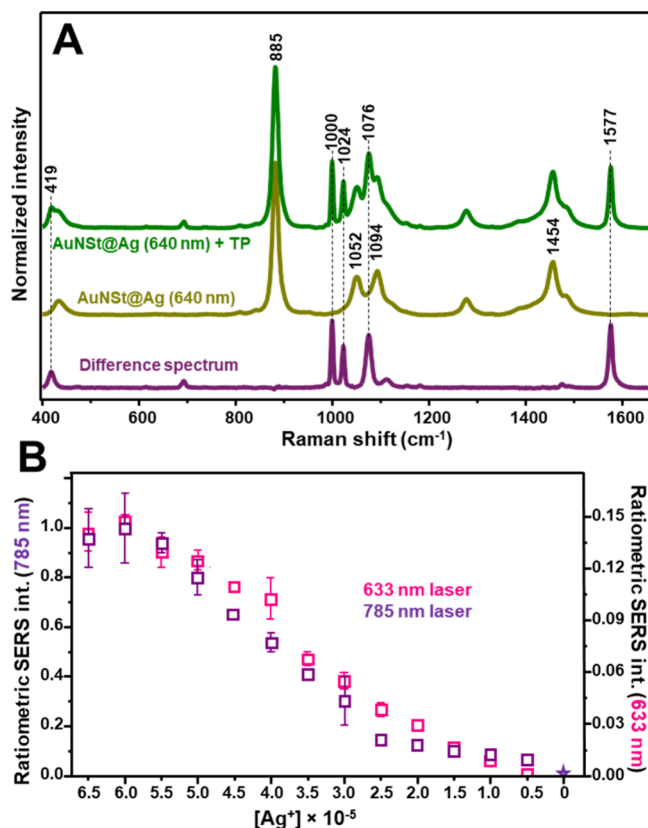 A
Normalized intensity
419
885
1000
1024
1076
1577
AuNSt@Ag (640 nm) + TP
1052
1094
1454
AuNSt@Ag (640 nm)
Difference spectrum
400
600
800
1000
1200
1400
1600
Raman shift (cm⁻¹)
B
Ratiometric SERS int. (785 nm)
1.0
0.8
0.6
0.4
0.2
0.0
633 nm laser
785 nm laser
0.15
0.12
0.09
0.06
0.03
0.00
Ratiometric SERS int. (633 nm)
6.5 6.0 5.5 5.0 4.5 4.0 3.5 3.0 2.5 2.0 1.5 1.0 0.5 0
[Ag⁺] × 10⁻⁵